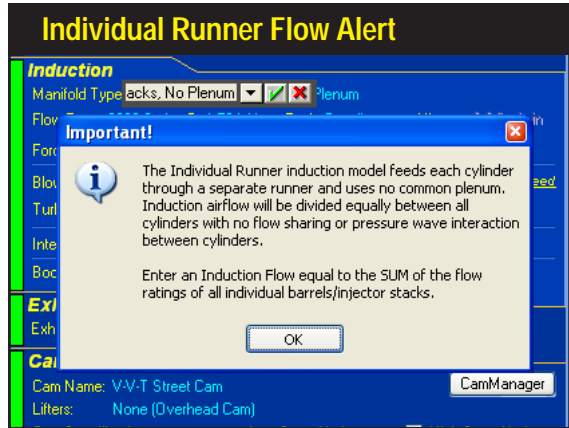 Individual Runner Flow Alert
Induction
Manifold Type acks, No Plenum Plenum
Important!
in
The Individual Runner induction model feeds each cylinder
through a separate runner and uses no common plenum.
Induction airflow will be divided equally between all
cylinders with no flow sharing or pressure wave interaction
between cylinders.
Enter an Induction Flow equal to the SUM of the flow
ratings of all individual barrels/injector stacks.
OK
Cam Name: V-V-T Street Cam
CamManager
Lifters: None (Overhead Cam)